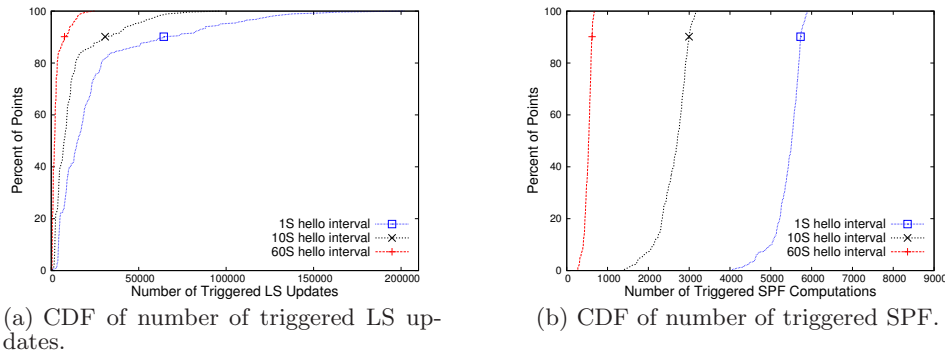 100
80
60
40
20
0
Percent of Points
0 50000 100000 150000 200000
Number of Triggered LS Updates
1S hello interval
10S hello interval
60S hello interval
(a) CDF of number of triggered LS up-
dates.
100
80
60
40
20
0
Percent of Points
0 1000 2000 3000 4000 5000 6000 7000 8000 9000
Number of Triggered SPF Computations
1S hello interval
10S hello interval
60S hello interval
(b) CDF of number of triggered SPF.